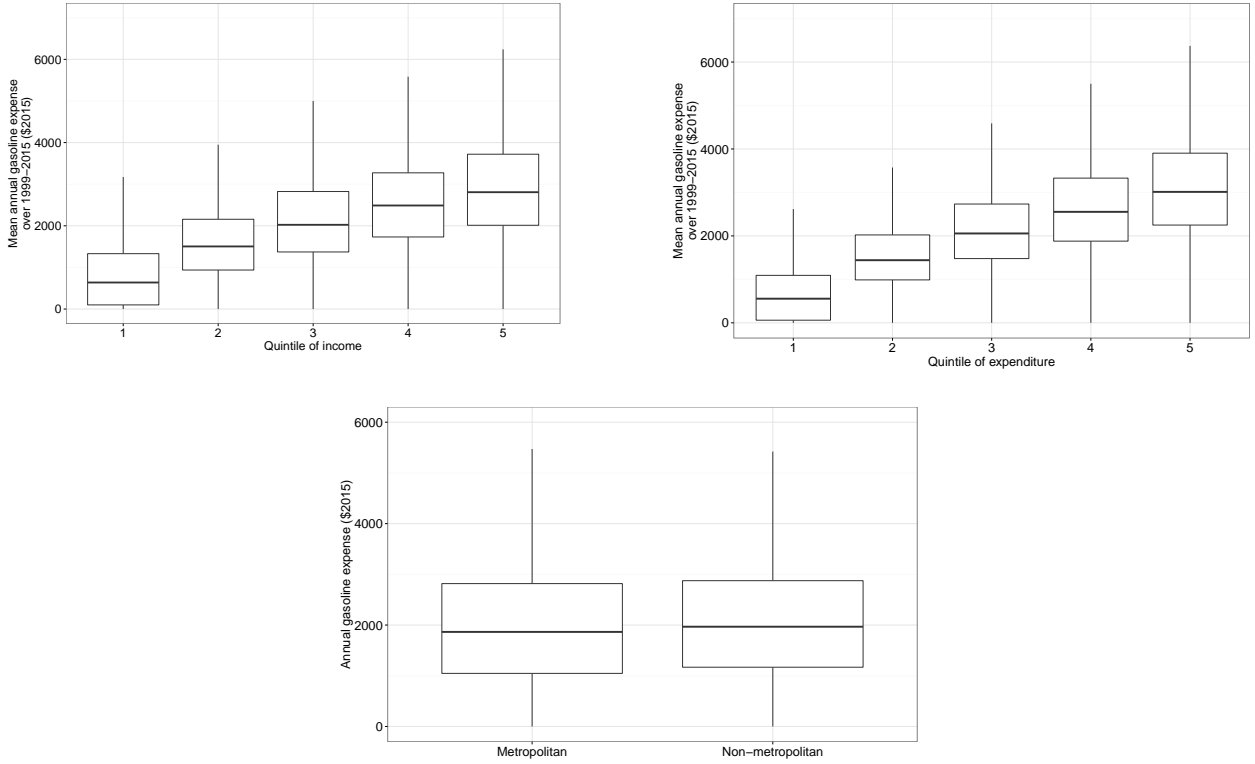 Mean annual gasoline expense
over 1999−2015 ($2015)
6000
4000
2000
0
1 2 3 4 5
Quintile of income
Mean annual gasoline expense
over 1999−2015 ($2015)
6000
4000
2000
0
1 2 3 4 5
Quintile of expenditure
Annual gasoline expense ($2015)
6000
4000
2000
0
Metropolitan Non−metropolitan